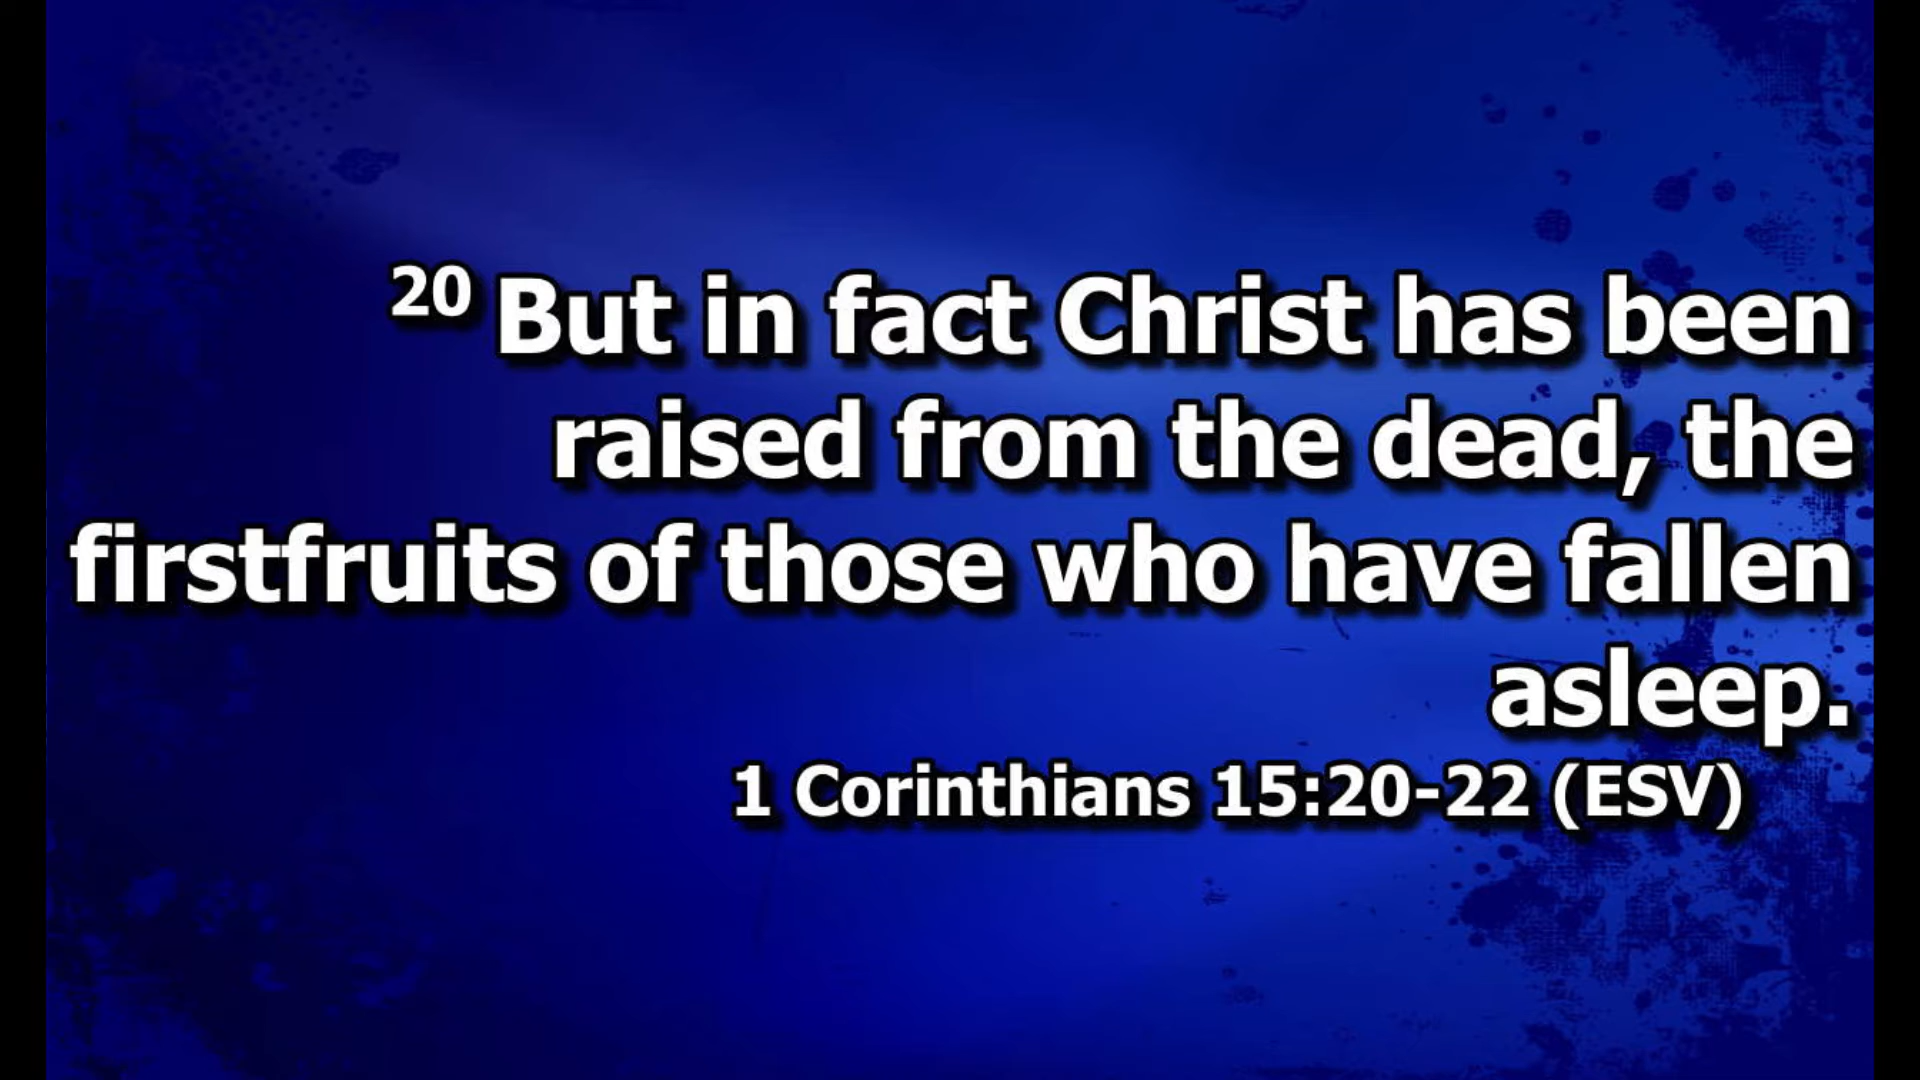 20 But in fact Christ has been
raised from the dead, the
firstfruits of those who have fallen
asleep.
1 Corinthians 15:20-22 (ESV)